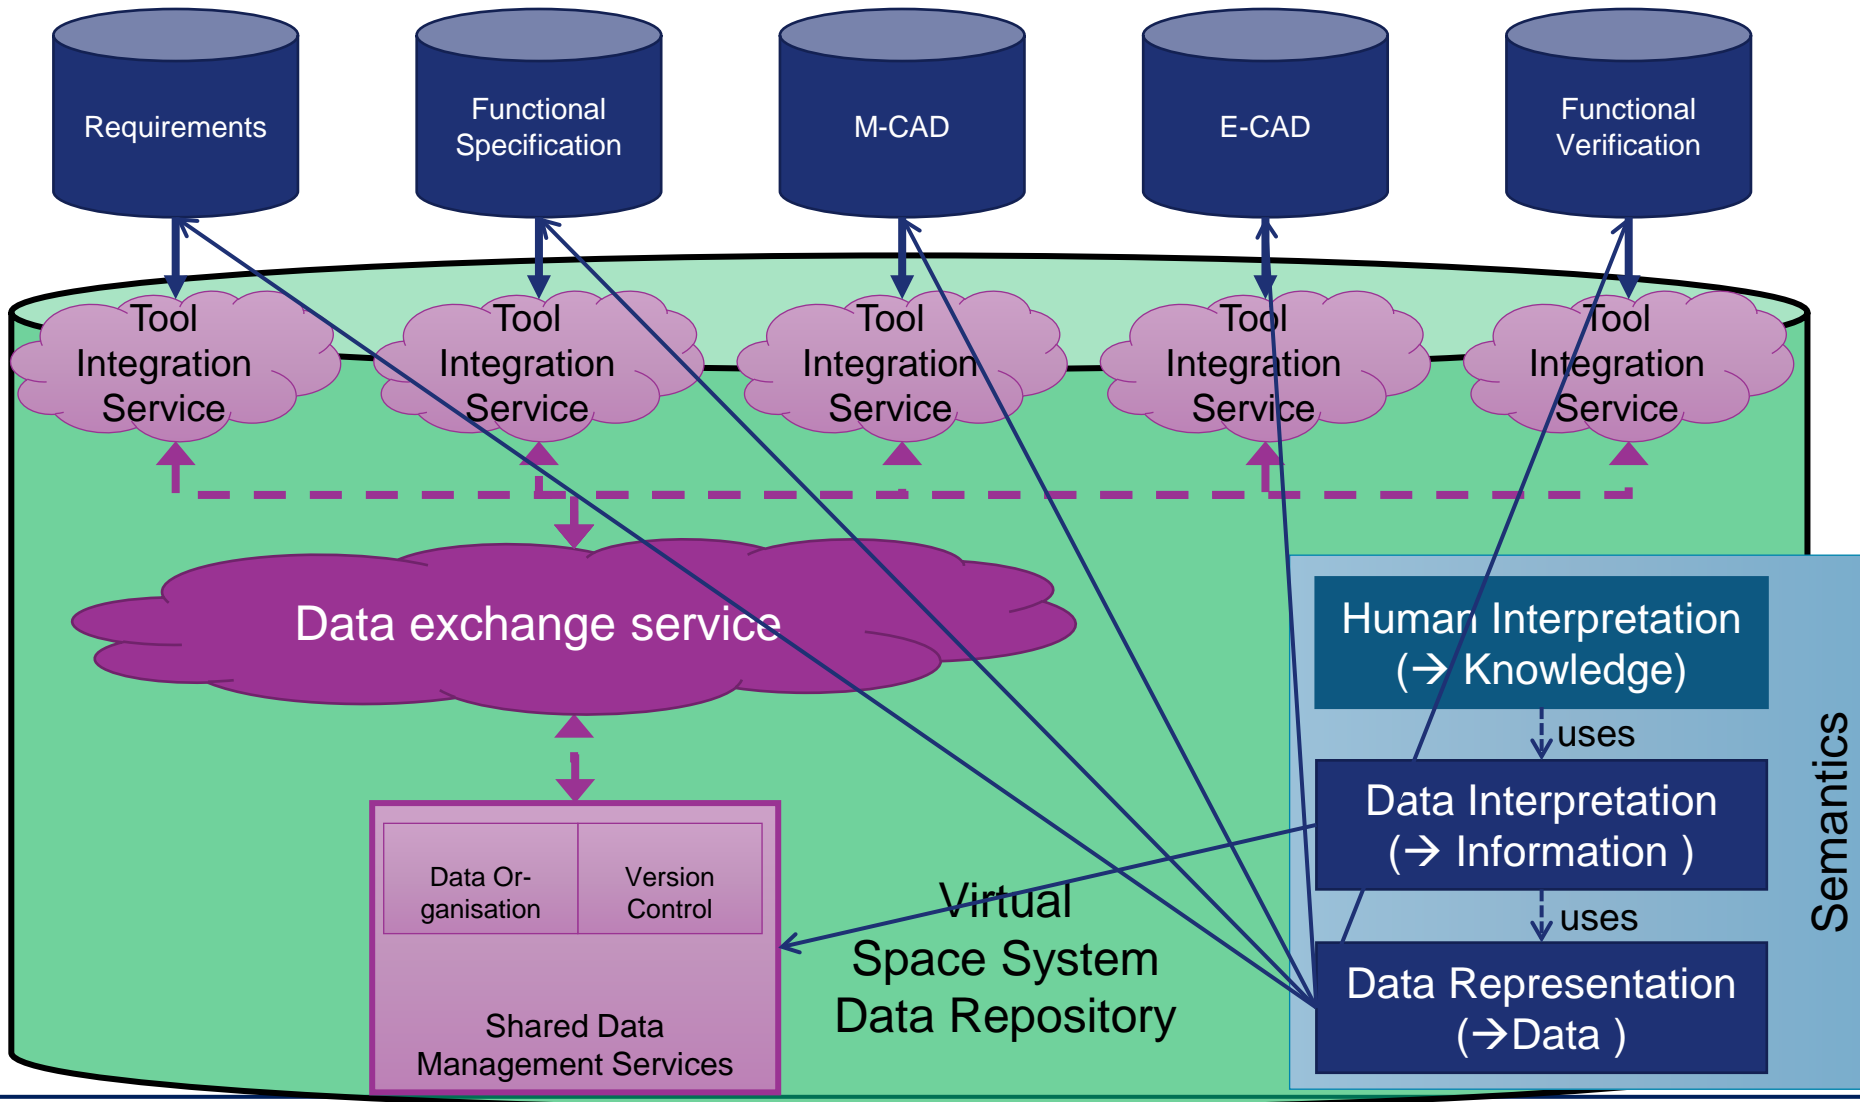 Requirements
Functional
Specification
M-CAD
E-CAD
Functional
Verification
Tool
Integration
Service
Tool
Integration
Service
Tool
Integration
Service
Tool
Integration
Service
Tool
Integration
Service
Data exchange service
Human Interpretation
(→ Knowledge)
uses
Data Interpretation
(→ Information )
uses
Data Representation
(→Data )
Semantics
Data Or-
ganisation
Version
Control
Shared Data
Management Services
Virtual
Space System
Data Repository